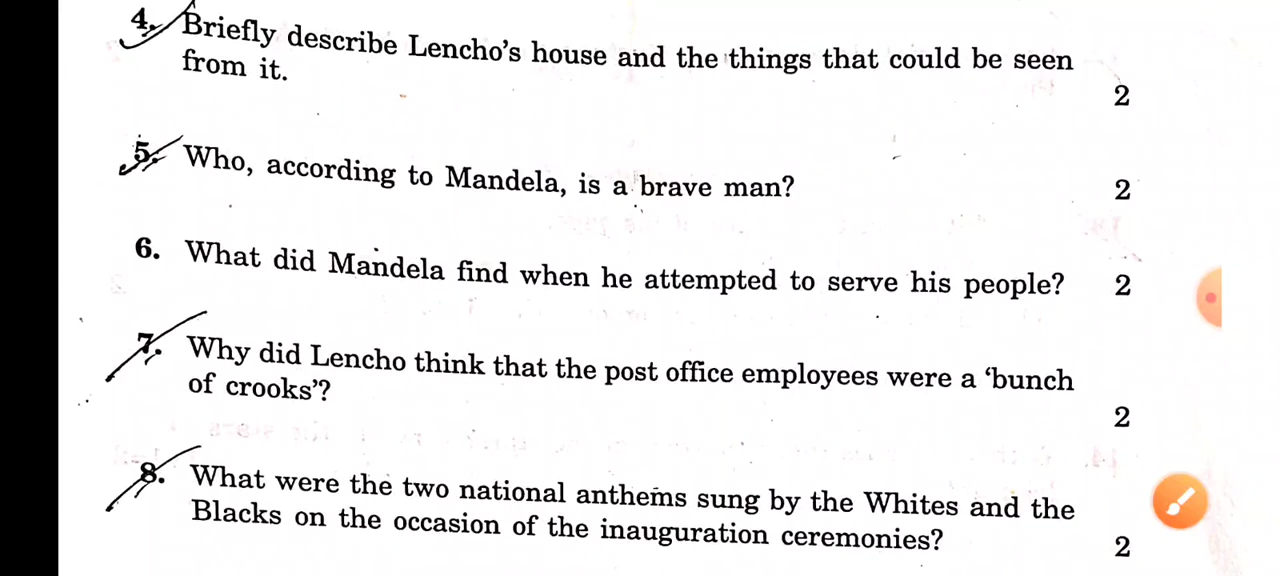 4. Briefly describe Lencho's house and the things that could be seen
from it.
2
5. Who, according to Mandela, is a brave man? 2
6. What did Mandela find when he attempted to serve his people? 2
7. Why did Lencho think that the post office employees were a ‘bunch
of crooks’?
2
8. What were the two national anthems sung by the Whites and the
Blacks on the occasion of the inauguration ceremonies?
2